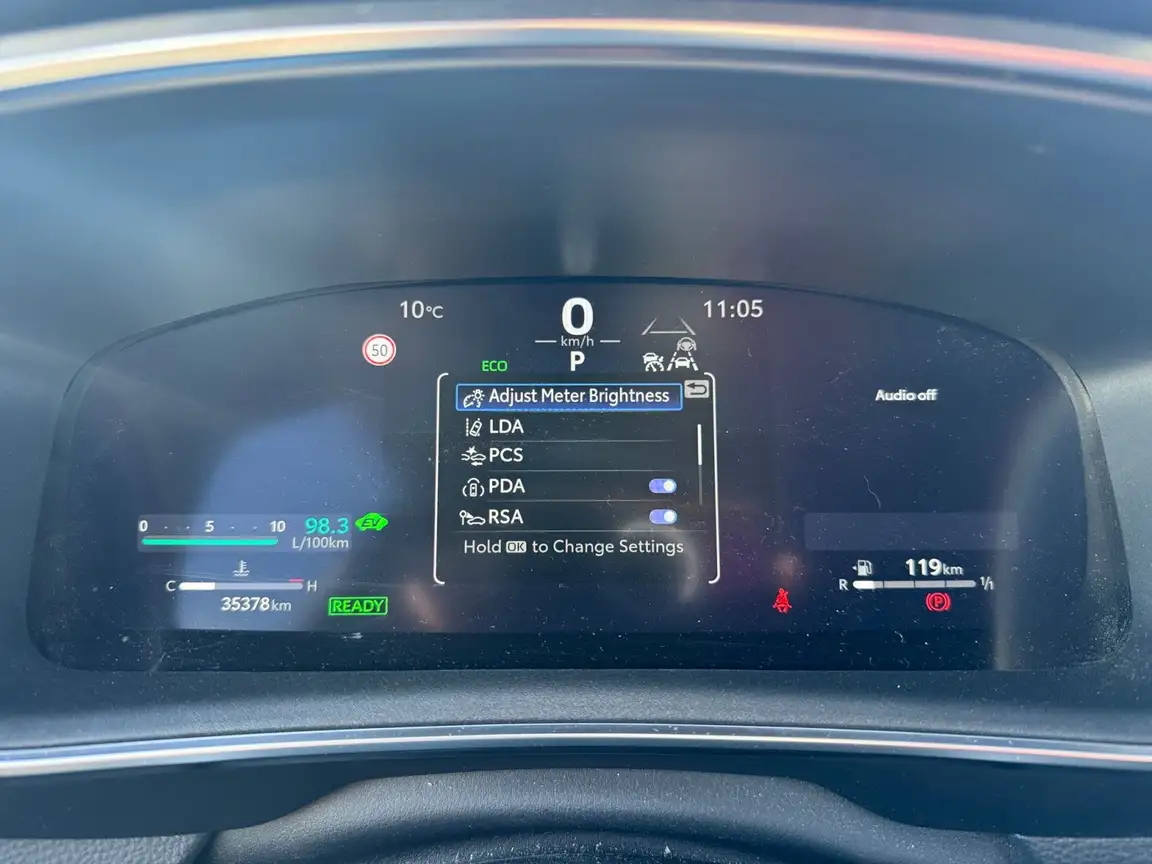 10°C
0
11:05
km/h
50
P
ECO
Adjust Meter Brightness
Audio off
LDA
PCS
PDA
RSA
0 5 10 98.3 EV
L/100km
Hold OK to Change Settings
C H
119km
R 1/1
35378km
READY
P